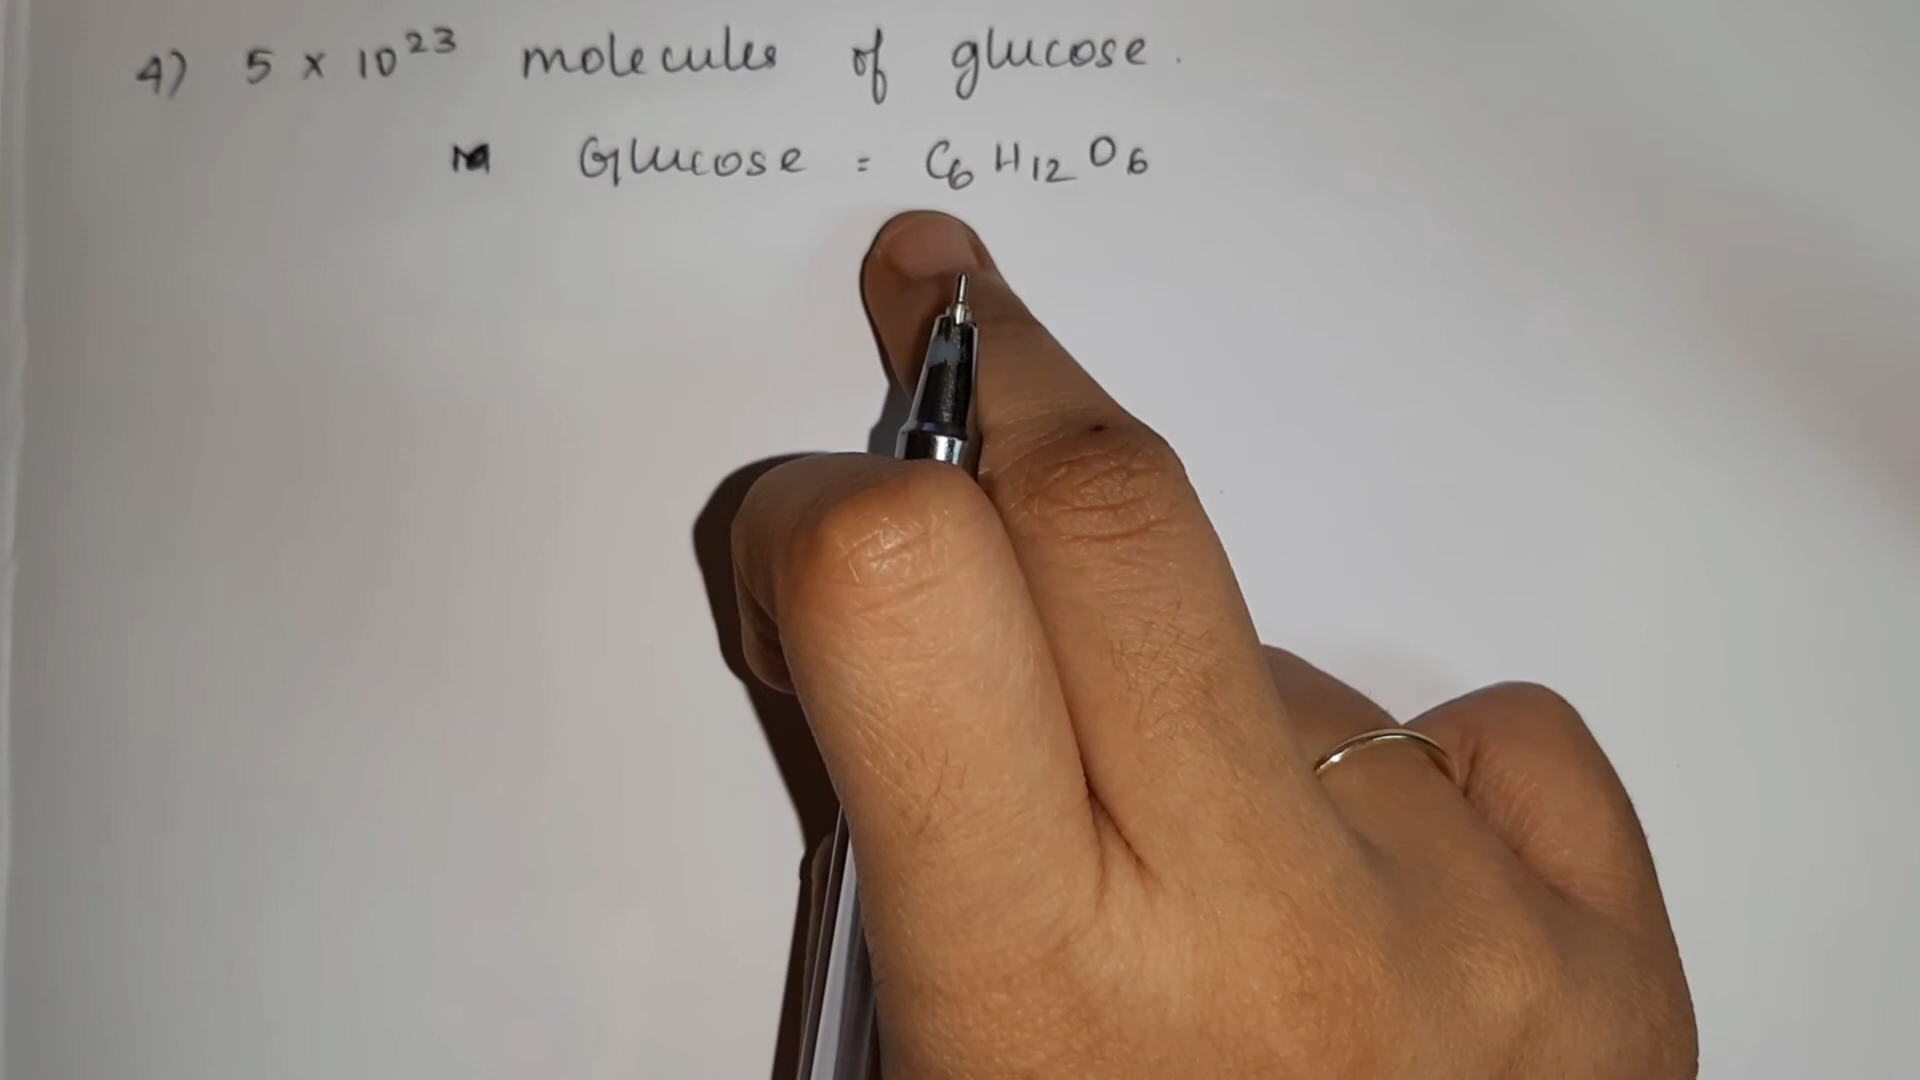 4) 5 × 10²³ molecules of glucose.
Glucose = C₆H₁₂O₆